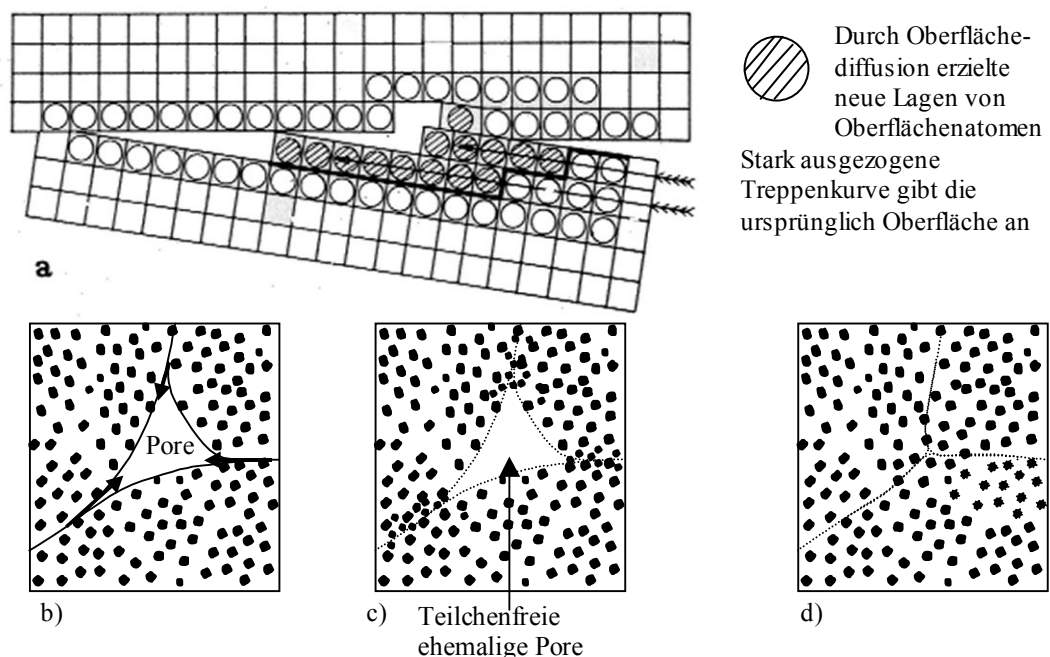 Durch Oberfläche-
diffusion erzielte
neue Lagen von
Oberflächenatomen
Stark ausgezogene
Treppenkurve gibt die
ursprünglich Oberfläche an
a
Pore
b)
c)
d)
Teilchenfreie
ehemalige Pore